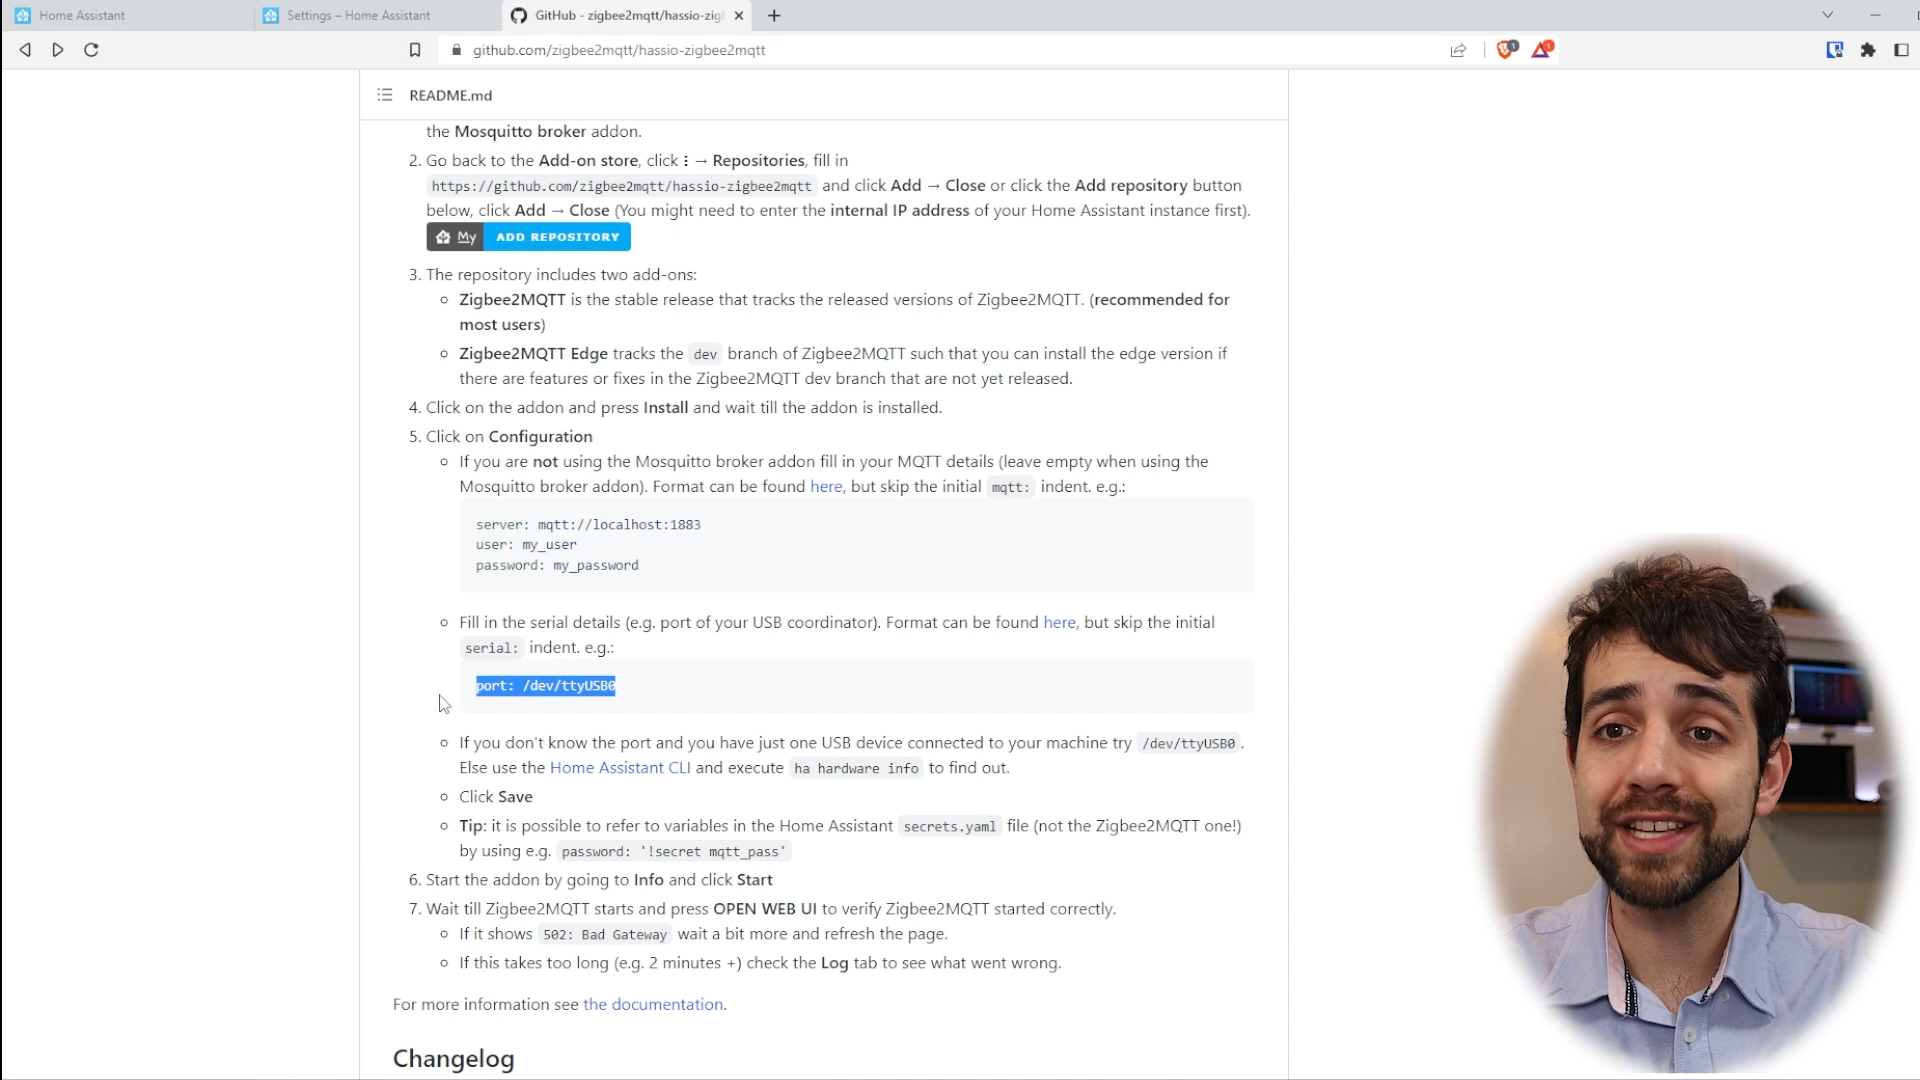 Home Assistant
Settings – Home Assistant
GitHub - zigbee2mqtt/hassio-zig
github.com/zigbee2mqtt/hassio-zigbee2mqtt
1
1
README.md
the Mosquitto broker addon.
2. Go back to the Add-on store, click ⋮ → Repositories, fill in
https://github.com/zigbee2mqtt/hassio-zigbee2mqtt and click Add → Close or click the Add repository button
below, click Add → Close (You might need to enter the internal IP address of your Home Assistant instance first).
My ADD REPOSITORY
3. The repository includes two add-ons:
Zigbee2MQTT is the stable release that tracks the released versions of Zigbee2MQTT. (recommended for
most users)
Zigbee2MQTT Edge tracks the dev branch of Zigbee2MQTT such that you can install the edge version if
there are features or fixes in the Zigbee2MQTT dev branch that are not yet released.
4. Click on the addon and press Install and wait till the addon is installed.
5. Click on Configuration
If you are not using the Mosquitto broker addon fill in your MQTT details (leave empty when using the
Mosquitto broker addon). Format can be found here, but skip the initial mqtt: indent. e.g.:
server: mqtt://localhost:1883
user: my_user
password: my_password
Fill in the serial details (e.g. port of your USB coordinator). Format can be found here, but skip the initial
serial: indent. e.g.:
port: /dev/ttyUSB0
If you don't know the port and you have just one USB device connected to your machine try /dev/ttyUSB0 .
Else use the Home Assistant CLI and execute ha hardware info to find out.
Click Save
Tip: it is possible to refer to variables in the Home Assistant secrets.yaml file (not the Zigbee2MQTT one!)
by using e.g. password: '!secret mqtt_pass'
6. Start the addon by going to Info and click Start
7. Wait till Zigbee2MQTT starts and press OPEN WEB UI to verify Zigbee2MQTT started correctly.
If it shows 502: Bad Gateway wait a bit more and refresh the page.
If this takes too long (e.g. 2 minutes +) check the Log tab to see what went wrong.
For more information see the documentation.
Changelog